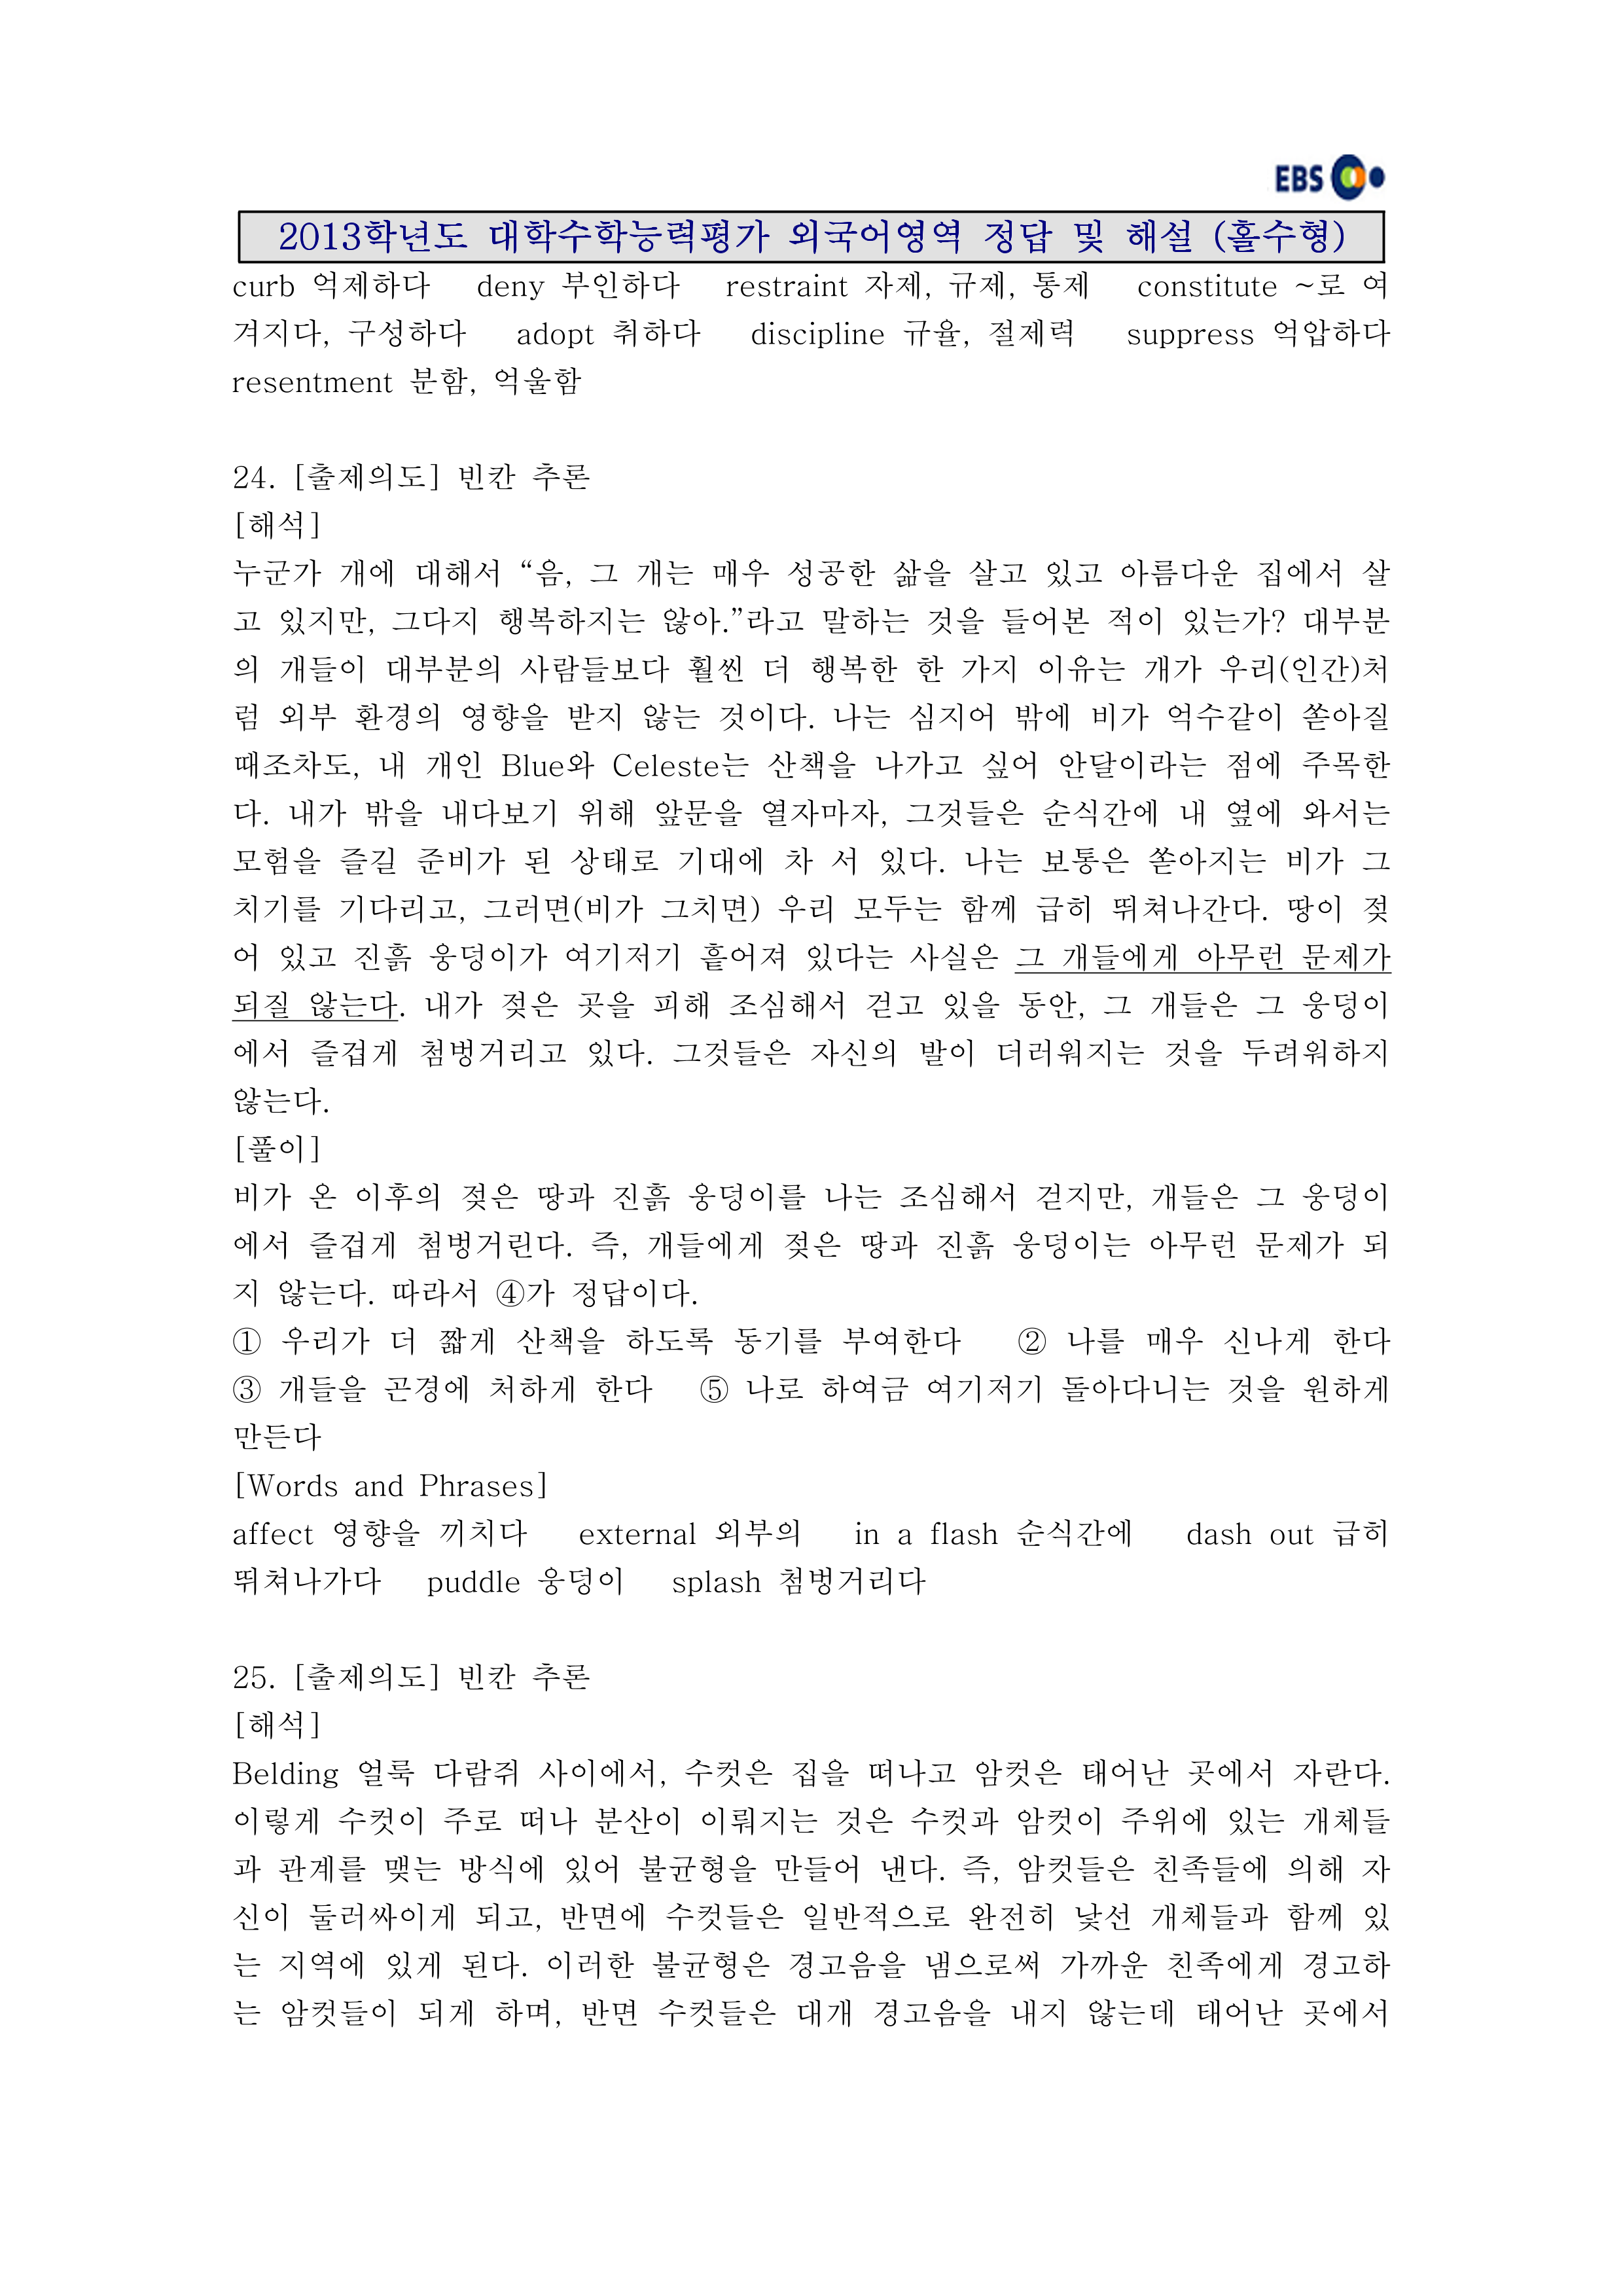 EBS
2013학년도 대학수학능력평가 외국어영역 정답 및 해설 (홀수형)
curb 억제하다 deny 부인하다 restraint 자제, 규제, 통제 constitute ~로 여
겨지다, 구성하다 adopt 취하다 discipline 규율, 절제력 suppress 억압하다
resentment 분함, 억울함
24. [출제의도] 빈칸 추론
[해석]
누군가 개에 대해서 “음, 그 개는 매우 성공한 삶을 살고 있고 아름다운 집에서 살
고 있지만, 그다지 행복하지는 않아.”라고 말하는 것을 들어본 적이 있는가? 대부분
의 개들이 대부분의 사람들보다 훨씬 더 행복한 한 가지 이유는 개가 우리(인간)처
럼 외부 환경의 영향을 받지 않는 것이다. 나는 심지어 밖에 비가 억수같이 쏟아질
때조차도, 내 개인 Blue와 Celeste는 산책을 나가고 싶어 안달이라는 점에 주목한
다. 내가 밖을 내다보기 위해 앞문을 열자마자, 그것들은 순식간에 내 옆에 와서는
모험을 즐길 준비가 된 상태로 기대에 차 서 있다. 나는 보통은 쏟아지는 비가 그
치기를 기다리고, 그러면(비가 그치면) 우리 모두는 함께 급히 뛰쳐나간다. 땅이 젖
어 있고 진흙 웅덩이가 여기저기 흩어져 있다는 사실은 그 개들에게 아무런 문제가
되질 않는다. 내가 젖은 곳을 피해 조심해서 걷고 있을 동안, 그 개들은 그 웅덩이
에서 즐겁게 첨벙거리고 있다. 그것들은 자신의 발이 더러워지는 것을 두려워하지
않는다.
[풀이]
비가 온 이후의 젖은 땅과 진흙 웅덩이를 나는 조심해서 걷지만, 개들은 그 웅덩이
에서 즐겁게 첨벙거린다. 즉, 개들에게 젖은 땅과 진흙 웅덩이는 아무런 문제가 되
지 않는다. 따라서 ④가 정답이다.
① 우리가 더 짧게 산책을 하도록 동기를 부여한다 ② 나를 매우 신나게 한다
③ 개들을 곤경에 처하게 한다 ⑤ 나로 하여금 여기저기 돌아다니는 것을 원하게
만든다
[Words and Phrases]
affect 영향을 끼치다 external 외부의 in a flash 순식간에 dash out 급히
뛰쳐나가다 puddle 웅덩이 splash 첨벙거리다
25. [출제의도] 빈칸 추론
[해석]
Belding 얼룩 다람쥐 사이에서, 수컷은 집을 떠나고 암컷은 태어난 곳에서 자란다.
이렇게 수컷이 주로 떠나 분산이 이뤄지는 것은 수컷과 암컷이 주위에 있는 개체들
과 관계를 맺는 방식에 있어 불균형을 만들어 낸다. 즉, 암컷들은 친족들에 의해 자
신이 둘러싸이게 되고, 반면에 수컷들은 일반적으로 완전히 낯선 개체들과 함께 있
는 지역에 있게 된다. 이러한 불균형은 경고음을 냄으로써 가까운 친족에게 경고하
는 암컷들이 되게 하며, 반면 수컷들은 대개 경고음을 내지 않는데 태어난 곳에서